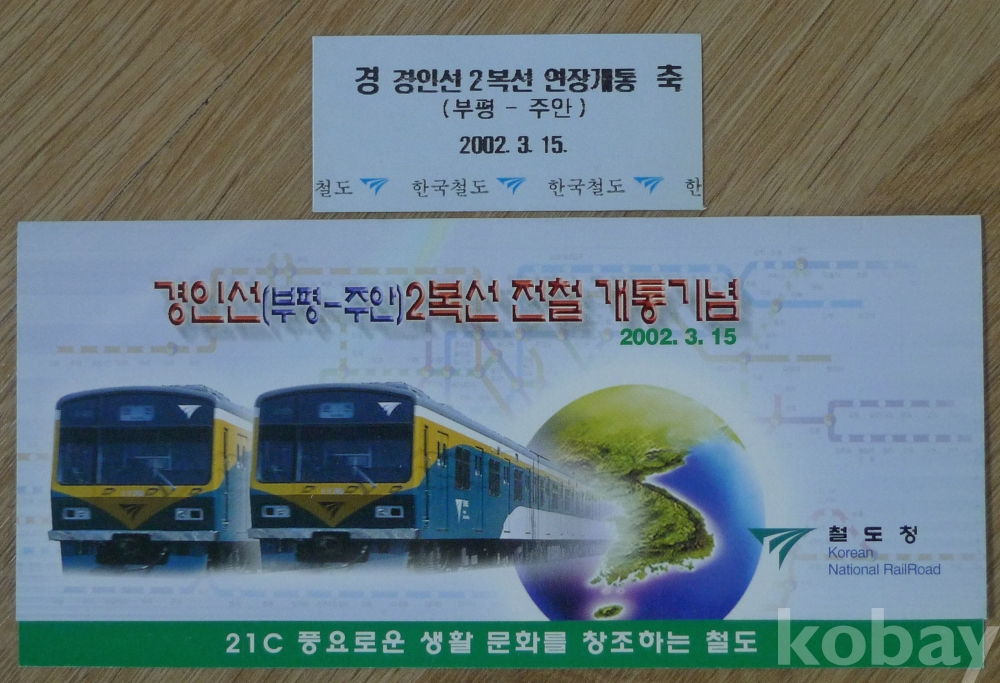 경 경인선 2복선 연장개통 축
(부평 - 주안)
2002. 3. 15.
철도 한국철도 한국철도 한
경인선(부평-주안)2복선 전철 개통기념
2002. 3. 15
철도청
Korean
National RailRoad
21C 풍요로운 생활 문화를 창조하는 철도
kobay